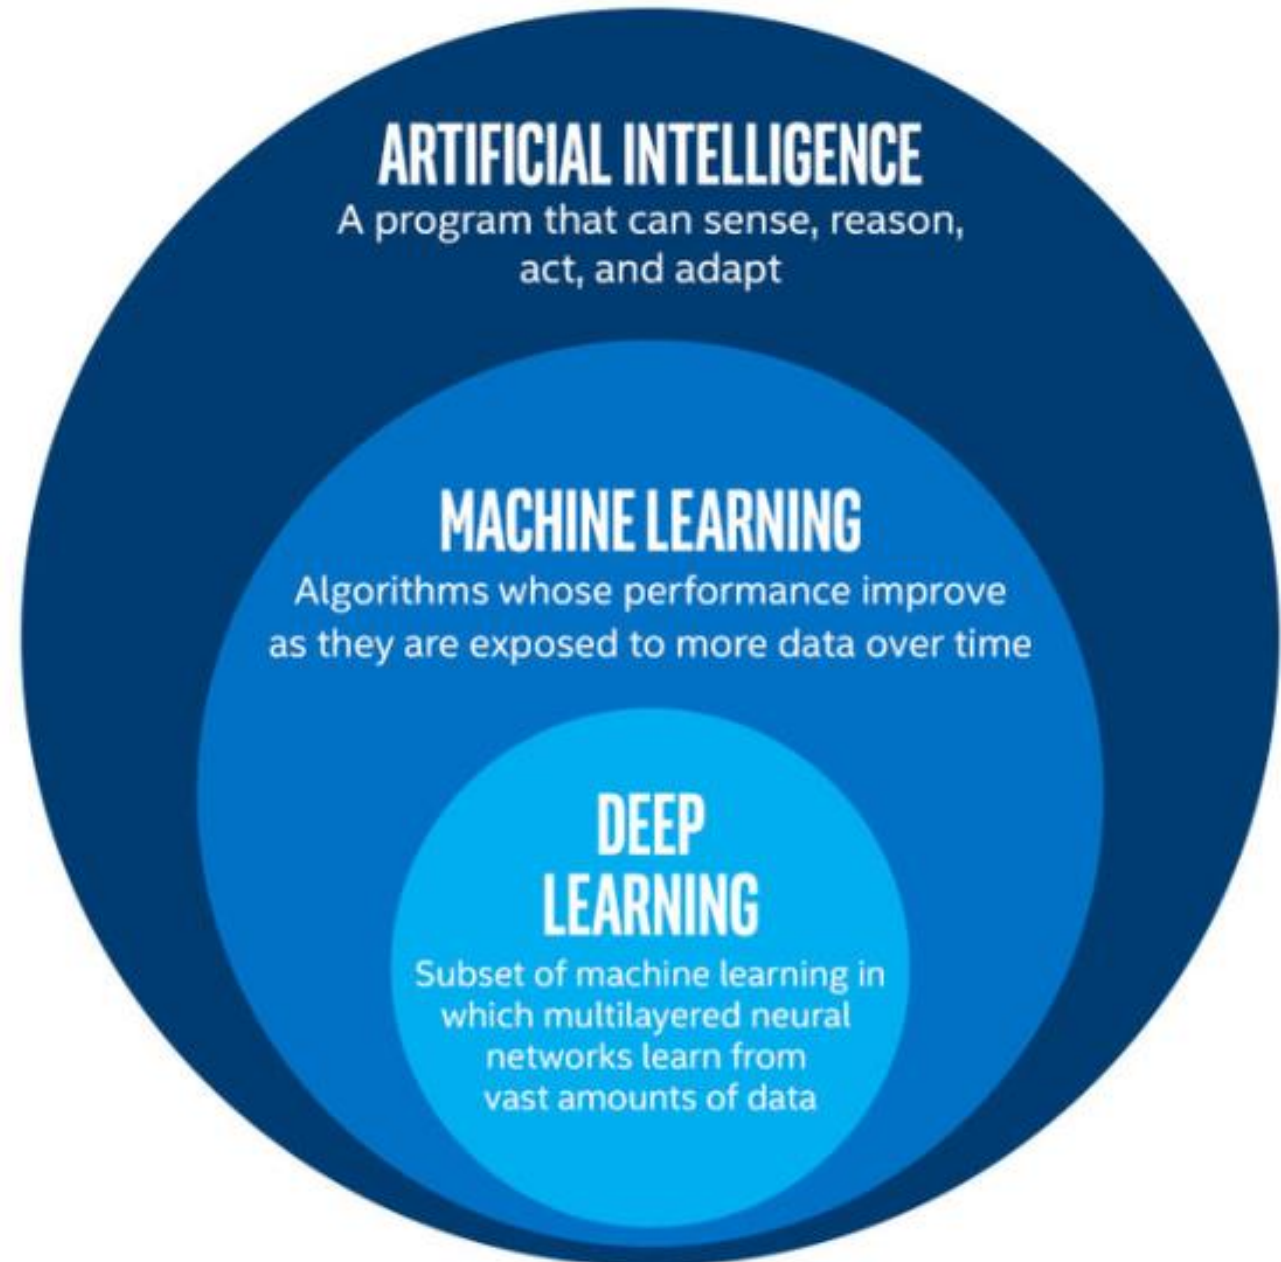 ARTIFICIAL INTELLIGENCE
A program that can sense, reason,
act, and adapt
MACHINE LEARNING
Algorithms whose performance improve
as they are exposed to more data over time
DEEP
LEARNING
Subset of machine learning in
which multilayered neural
networks learn from
vast amounts of data